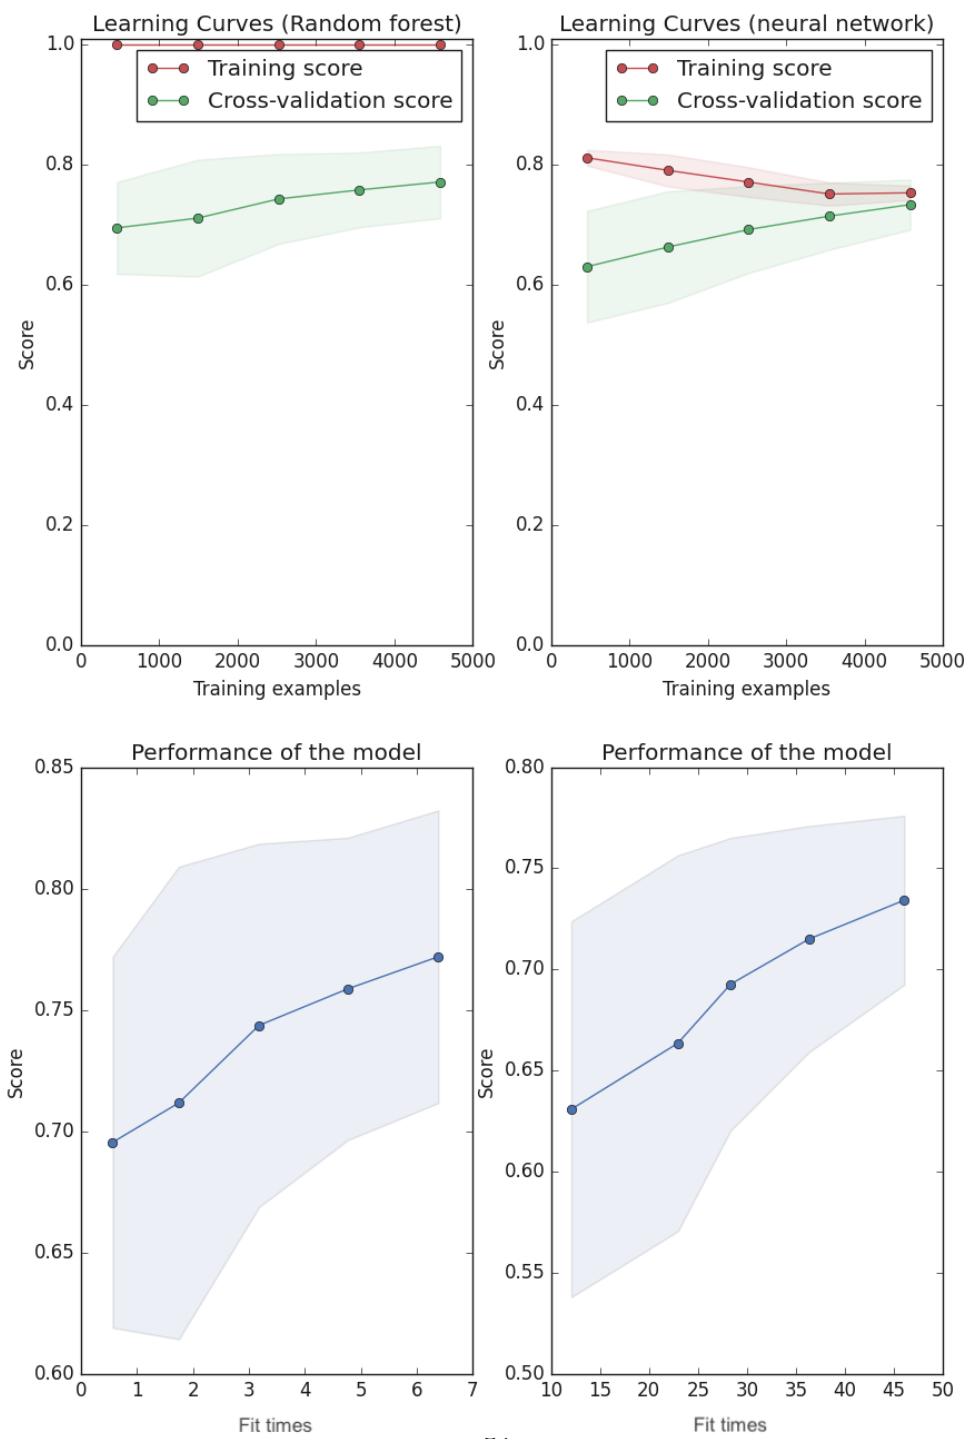 Learning Curves (Random forest)
1.0
0.8
0.6
0.4
0.2
0.0
Score
Training score
Cross-validation score
0 1000 2000 3000 4000 5000
Training examples
Learning Curves (neural network)
1.0
0.8
0.6
0.4
0.2
0.0
Score
Training score
Cross-validation score
0 1000 2000 3000 4000 5000
Training examples
Performance of the model
0.85
0.80
0.75
0.70
0.65
0.60
Score
0 1 2 3 4 5 6 7
Fit times
Performance of the model
0.80
0.75
0.70
0.65
0.60
0.55
0.50
Score
10 15 20 25 30 35 40 45 50
Fit times